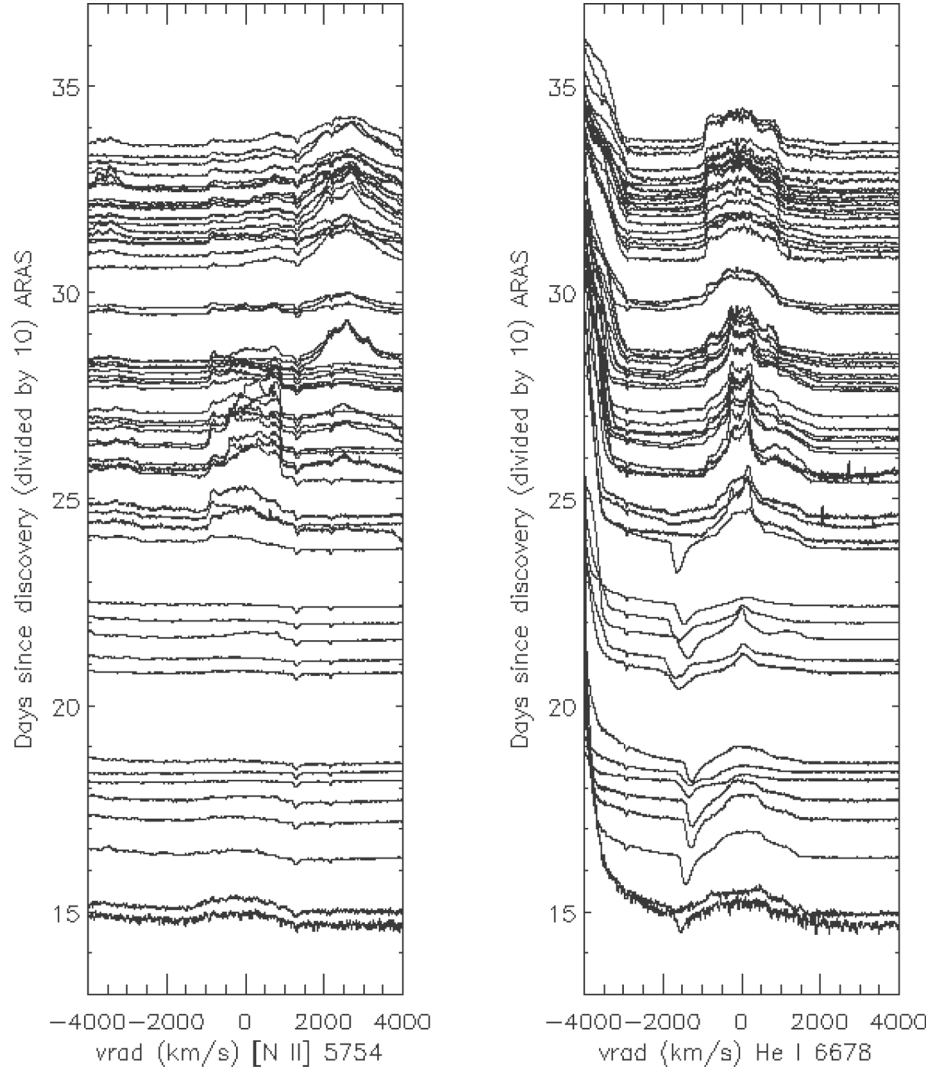 Days since discovery (divided by 10) ARAS
35
30
25
20
15
−4000−2000 0 2000 4000
vrad (km/s) [N II] 5754
Days since discovery (divided by 10) ARAS
35
30
25
20
15
−4000−2000 0 2000 4000
vrad (km/s) He I 6678